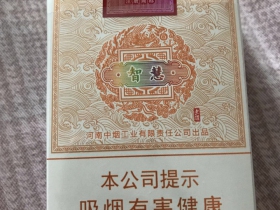 智慧
河南中烟工业有限责任公司出品
本公司提示
吸烟有害健康